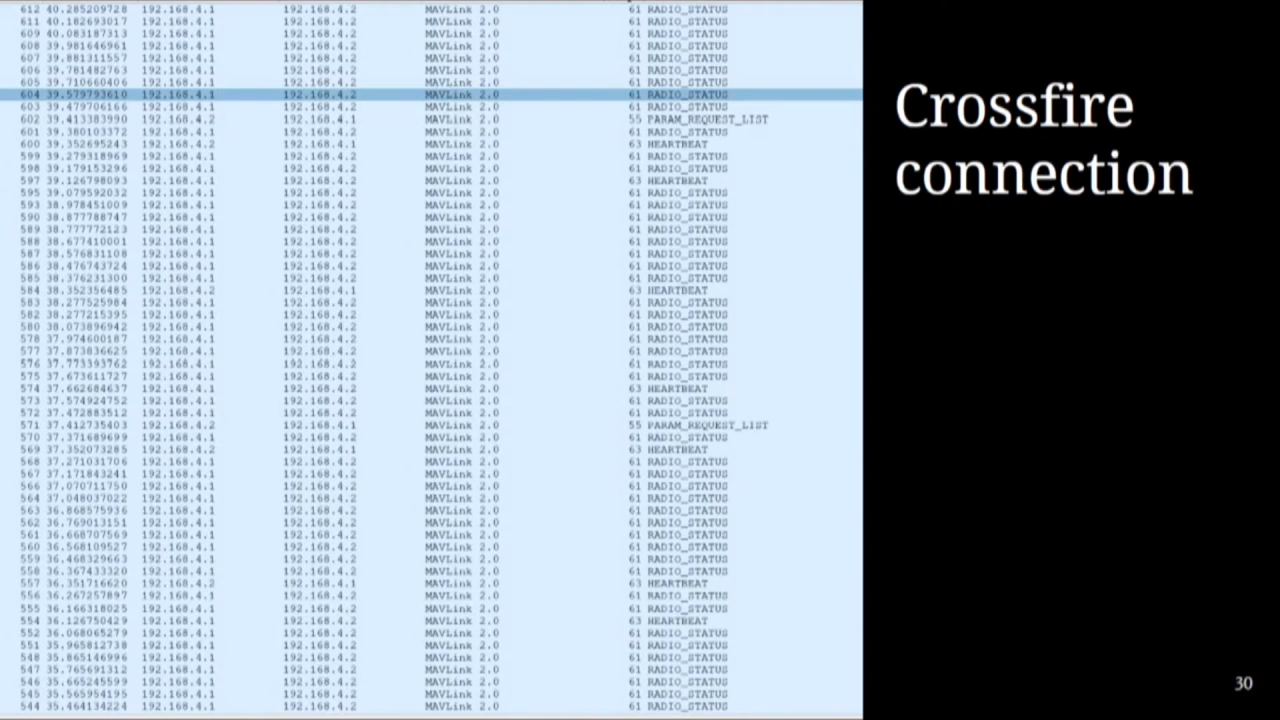 612 40.285209728 192.168.4.1 192.168.4.2 MAVLink 2.0 61 RADIO_STATUS
611 40.182693017 192.168.4.1 192.168.4.2 MAVLink 2.0 61 RADIO_STATUS
609 40.083187313 192.168.4.1 192.168.4.2 MAVLink 2.0 61 RADIO_STATUS
608 39.981646961 192.168.4.1 192.168.4.2 MAVLink 2.0 61 RADIO_STATUS
607 39.881311557 192.168.4.1 192.168.4.2 MAVLink 2.0 61 RADIO_STATUS
606 39.781482763 192.168.4.1 192.168.4.2 MAVLink 2.0 61 RADIO_STATUS
605 39.710660406 192.168.4.1 192.168.4.2 MAVLink 2.0 61 RADIO_STATUS
604 39.579793610 192.168.4.1 192.168.4.2 MAVLink 2.0 61 RADIO_STATUS
603 39.479706166 192.168.4.1 192.168.4.2 MAVLink 2.0 61 RADIO_STATUS
602 39.413383990 192.168.4.2 192.168.4.1 MAVLink 2.0 55 PARAM_REQUEST_LIST
601 39.380103372 192.168.4.1 192.168.4.2 MAVLink 2.0 61 RADIO_STATUS
600 39.352695243 192.168.4.2 192.168.4.1 MAVLink 2.0 63 HEARTBEAT
599 39.279318969 192.168.4.1 192.168.4.2 MAVLink 2.0 61 RADIO_STATUS
598 39.179153296 192.168.4.1 192.168.4.2 MAVLink 2.0 61 RADIO_STATUS
597 39.126798093 192.168.4.1 192.168.4.2 MAVLink 2.0 63 HEARTBEAT
595 39.079592032 192.168.4.1 192.168.4.2 MAVLink 2.0 61 RADIO_STATUS
593 38.978451009 192.168.4.1 192.168.4.2 MAVLink 2.0 61 RADIO_STATUS
590 38.877788747 192.168.4.1 192.168.4.2 MAVLink 2.0 61 RADIO_STATUS
589 38.777772123 192.168.4.1 192.168.4.2 MAVLink 2.0 61 RADIO_STATUS
588 38.677410001 192.168.4.1 192.168.4.2 MAVLink 2.0 61 RADIO_STATUS
587 38.576831108 192.168.4.1 192.168.4.2 MAVLink 2.0 61 RADIO_STATUS
586 38.476743724 192.168.4.1 192.168.4.2 MAVLink 2.0 61 RADIO_STATUS
585 38.376231300 192.168.4.1 192.168.4.2 MAVLink 2.0 61 RADIO_STATUS
584 38.352356485 192.168.4.2 192.168.4.1 MAVLink 2.0 63 HEARTBEAT
583 38.277525984 192.168.4.1 192.168.4.2 MAVLink 2.0 61 RADIO_STATUS
582 38.277215395 192.168.4.1 192.168.4.2 MAVLink 2.0 61 RADIO_STATUS
580 38.073896942 192.168.4.1 192.168.4.2 MAVLink 2.0 61 RADIO_STATUS
578 37.974600187 192.168.4.1 192.168.4.2 MAVLink 2.0 61 RADIO_STATUS
577 37.873836625 192.168.4.1 192.168.4.2 MAVLink 2.0 61 RADIO_STATUS
576 37.773393762 192.168.4.1 192.168.4.2 MAVLink 2.0 61 RADIO_STATUS
575 37.673611727 192.168.4.1 192.168.4.2 MAVLink 2.0 61 RADIO_STATUS
574 37.662684637 192.168.4.1 192.168.4.2 MAVLink 2.0 63 HEARTBEAT
573 37.574924752 192.168.4.1 192.168.4.2 MAVLink 2.0 61 RADIO_STATUS
572 37.472883512 192.168.4.1 192.168.4.2 MAVLink 2.0 61 RADIO_STATUS
571 37.412735403 192.168.4.2 192.168.4.1 MAVLink 2.0 55 PARAM_REQUEST_LIST
570 37.371689699 192.168.4.1 192.168.4.2 MAVLink 2.0 61 RADIO_STATUS
569 37.352073285 192.168.4.2 192.168.4.1 MAVLink 2.0 63 HEARTBEAT
568 37.271031706 192.168.4.1 192.168.4.2 MAVLink 2.0 61 RADIO_STATUS
567 37.171843241 192.168.4.1 192.168.4.2 MAVLink 2.0 61 RADIO_STATUS
566 37.070711750 192.168.4.1 192.168.4.2 MAVLink 2.0 61 RADIO_STATUS
564 37.048037022 192.168.4.1 192.168.4.2 MAVLink 2.0 61 RADIO_STATUS
563 36.868575936 192.168.4.1 192.168.4.2 MAVLink 2.0 61 RADIO_STATUS
562 36.769013151 192.168.4.1 192.168.4.2 MAVLink 2.0 61 RADIO_STATUS
561 36.668707569 192.168.4.1 192.168.4.2 MAVLink 2.0 61 RADIO_STATUS
560 36.568109527 192.168.4.1 192.168.4.2 MAVLink 2.0 61 RADIO_STATUS
559 36.468329663 192.168.4.1 192.168.4.2 MAVLink 2.0 61 RADIO_STATUS
558 36.367433320 192.168.4.1 192.168.4.2 MAVLink 2.0 61 RADIO_STATUS
557 36.351716620 192.168.4.2 192.168.4.1 MAVLink 2.0 63 HEARTBEAT
556 36.267257897 192.168.4.1 192.168.4.2 MAVLink 2.0 61 RADIO_STATUS
555 36.166318025 192.168.4.1 192.168.4.2 MAVLink 2.0 61 RADIO_STATUS
554 36.126750429 192.168.4.1 192.168.4.2 MAVLink 2.0 63 HEARTBEAT
552 36.068065279 192.168.4.1 192.168.4.2 MAVLink 2.0 61 RADIO_STATUS
551 35.965812738 192.168.4.1 192.168.4.2 MAVLink 2.0 61 RADIO_STATUS
548 35.865146996 192.168.4.1 192.168.4.2 MAVLink 2.0 61 RADIO_STATUS
547 35.765691312 192.168.4.1 192.168.4.2 MAVLink 2.0 61 RADIO_STATUS
546 35.665245599 192.168.4.1 192.168.4.2 MAVLink 2.0 61 RADIO_STATUS
545 35.565954195 192.168.4.1 192.168.4.2 MAVLink 2.0 61 RADIO_STATUS
544 35.464134224 192.168.4.1 192.168.4.2 MAVLink 2.0 61 RADIO_STATUS
Crossfire
connection
30